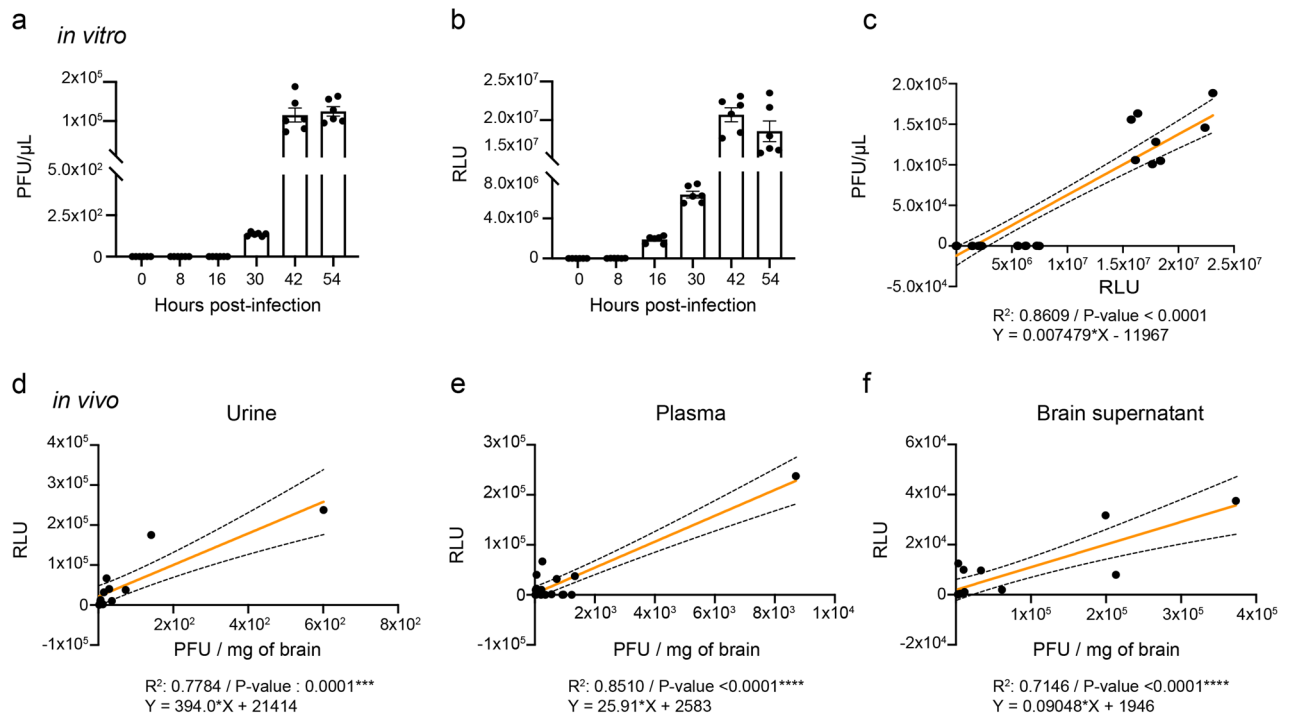 a
in vitro
PFU/µL
2x10⁵
1x10⁵
5.0x10²
2.5x10²
0
0 8 16 30 42 54
Hours post-infection
b
RLU
2.5x10⁷
2.0x10⁷
1.5x10⁷
8.0x10⁶
4.0x10⁶
0
0 8 16 30 42 54
Hours post-infection
c
PFU/µL
2.0x10⁵
1.5x10⁵
1.0x10⁵
5.0x10⁴
0
-5.0x10⁴
5x10⁶ 1x10⁷ 1.5x10⁷ 2x10⁷ 2.5x10⁷
RLU
R²: 0.8609 / P-value < 0.0001
Y = 0.007479*X - 11967
d
in vivo
Urine
RLU
4x10⁵
3x10⁵
2x10⁵
1x10⁵
0
-1x10⁵
2x10² 4x10² 6x10² 8x10²
PFU / mg of brain
R²: 0.7784 / P-value : 0.0001***
Y = 394.0*X + 21414
e
Plasma
RLU
3x10⁵
2x10⁵
1x10⁵
0
-1x10⁵
2x10³ 4x10³ 6x10³ 8x10³ 1x10⁴
PFU / mg of brain
R²: 0.8510 / P-value <0.0001****
Y = 25.91*X + 2583
f
Brain supernatant
RLU
6x10⁴
4x10⁴
2x10⁴
0
-2x10⁴
1x10⁵ 2x10⁵ 3x10⁵ 4x10⁵
PFU / mg of brain
R²: 0.7146 / P-value <0.0001****
Y = 0.09048*X + 1946